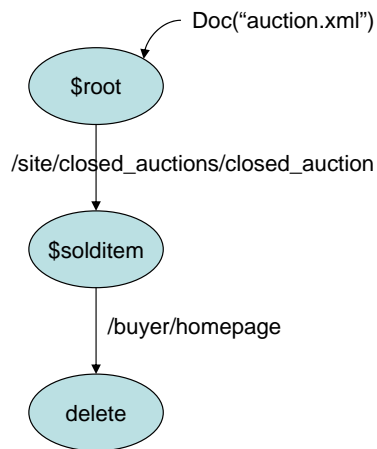 Doc(“auction.xml”)
$root
/site/closed_auctions/closed_auction
$solditem
/buyer/homepage
delete